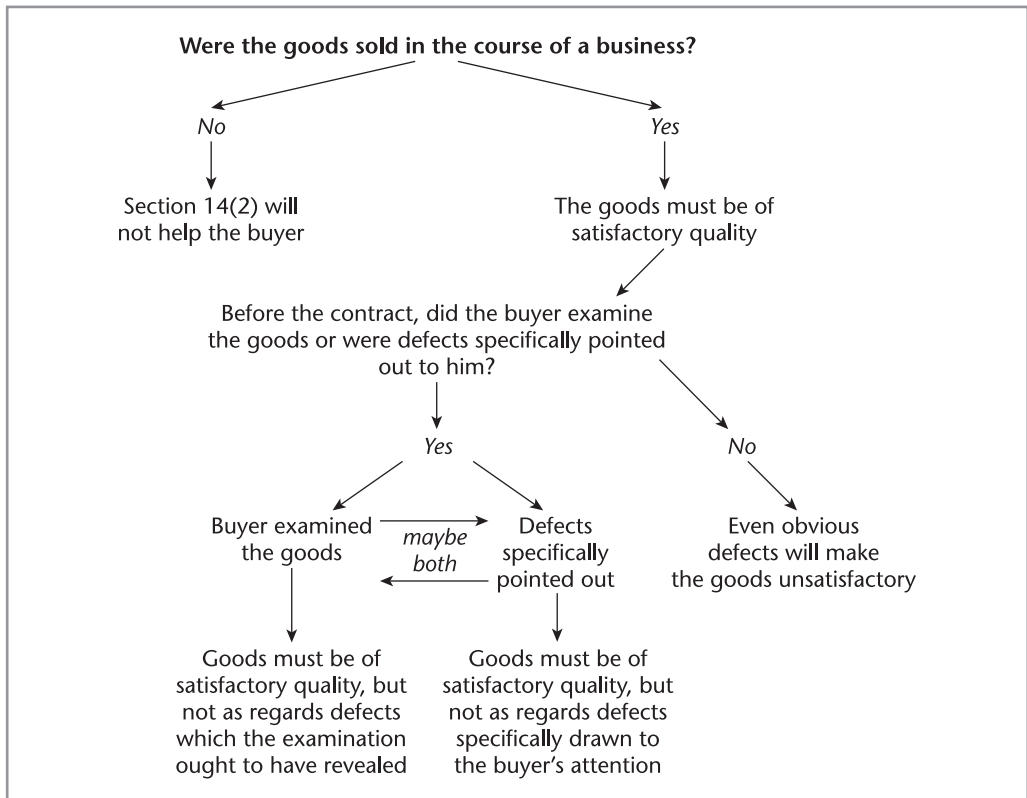 Were the goods sold in the course of a business?
No
Yes
Section 14(2) will
not help the buyer
The goods must be of
satisfactory quality
Before the contract, did the buyer examine
the goods or were defects specifically pointed
out to him?
Yes
No
Buyer examined
the goods
maybe
both
Defects
specifically
pointed out
Even obvious
defects will make
the goods unsatisfactory
Goods must be of
satisfactory quality, but
not as regards defects
which the examination
ought to have revealed
Goods must be of
satisfactory quality, but
not as regards defects
specifically drawn to
the buyer's attention